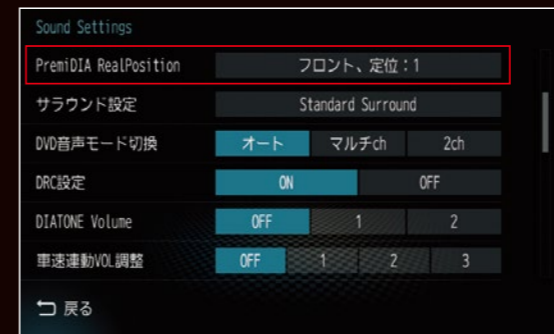 Sound Settings
PremiDIA RealPosition フロント、定位：1
サラウンド設定 Standard Surround
DVD音声モード切換 オート マルチch 2ch
DRC設定 ON OFF
DIATONE Volume OFF 1 2
車速連動VOL調整 OFF 1 2 3
戻る